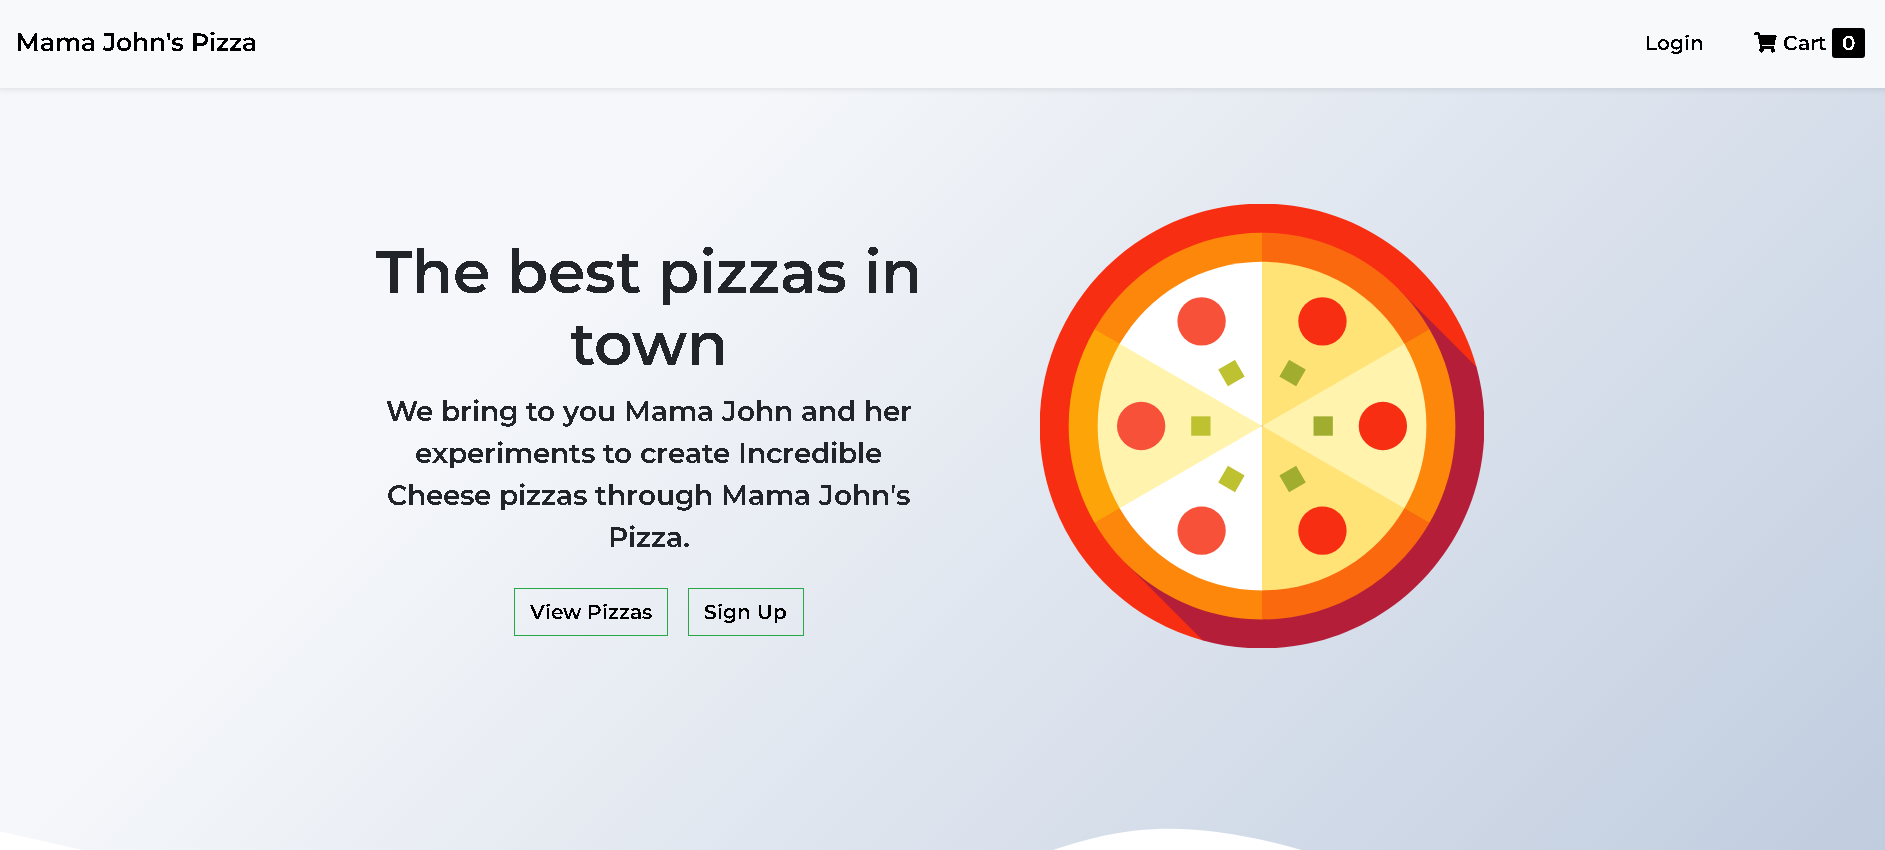 Mama John's Pizza
Login
Cart 0
The best pizzas in
town
We bring to you Mama John and her
experiments to create Incredible
Cheese pizzas through Mama John's
Pizza.
View Pizzas
Sign Up